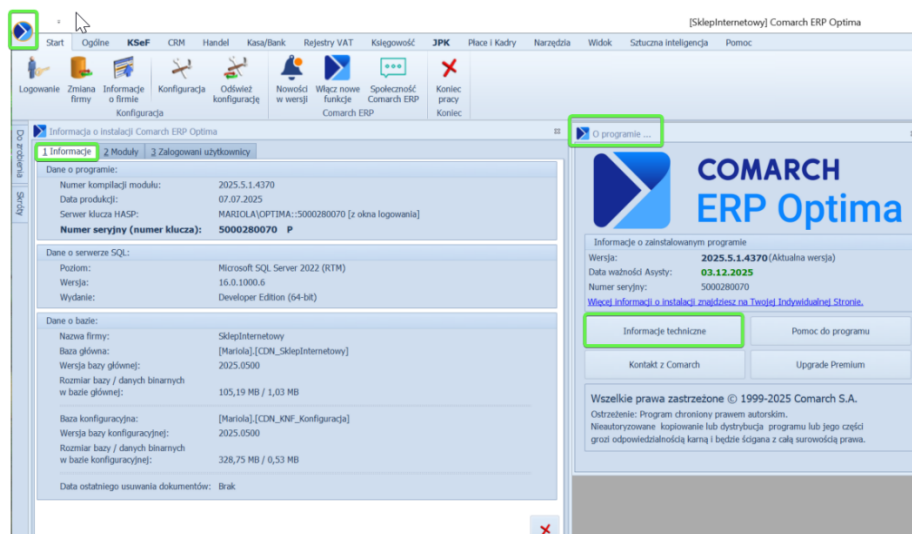 [SklepInternetowy] Comarch ERP Optima
Start Ogólne KSeF CRM Handel Kasa/Bank Rejestry VAT Księgowość JPK Płace i Kadry Narzędzia Widok Sztuczna inteligencja Pomoc
Logowanie Zmiana firmy Informacje o firmie Konfiguracja Odśwież konfigurację Nowości w wersji Włącz nowe funkcje Społeczność Comarch ERP Koniec pracy
Konfiguracja Comarch ERP Koniec
Do zrobienia
Skróty
Informacja o instalacji Comarch ERP Optima
1 Informacje 2 Moduły 3 Zalogowani użytkownicy
Dane o programie:
Numer kompilacji modułu: 2025.5.1.4370
Data produkcji: 07.07.2025
Serwer klucza HASP: MARIOLA\OPTIMA::5000280070 [z okna logowania]
Numer seryjny (numer klucza): 5000280070 P
Dane o serwerze SQL:
Poziom: Microsoft SQL Server 2022 (RTM)
Wersja: 16.0.1000.6
Wydanie: Developer Edition (64-bit)
Dane o bazie:
Nazwa firmy: SklepInternetowy
Baza główna: [Mariola].[CDN_SklepInternetowy]
Wersja bazy głównej: 2025.0500
Rozmiar bazy / danych binarnych
w bazie głównej: 105,19 MB / 1,03 MB
Baza konfiguracyjna: [Mariola].[CDN_KNF_Konfiguracja]
Wersja bazy konfiguracyjnej: 2025.0500
Rozmiar bazy / danych binarnych
w bazie konfiguracyjnej: 328,75 MB / 0,53 MB
Data ostatniego usuwania dokumentów: Brak
O programie ...
COMARCH
ERP Optima
Informacje o zainstalowanym programie
Wersja: 2025.5.1.4370 (Aktualna wersja)
Data ważności Asysty: 03.12.2025
Numer seryjny: 5000280070
Więcej informacji o instalacji znajdziesz na Twojej Indywidualnej Stronie.
Informacje techniczne Pomoc do programu
Kontakt z Comarch Upgrade Premium
Wszelkie prawa zastrzeżone © 1999-2025 Comarch S.A.
Ostrzeżenie: Program chroniony prawem autorskim.
Nieautoryzowane kopiowanie lub dystrybucja programu lub jego części
grozi odpowiedzialnością karną i będzie ścigana z całą surowością prawa.